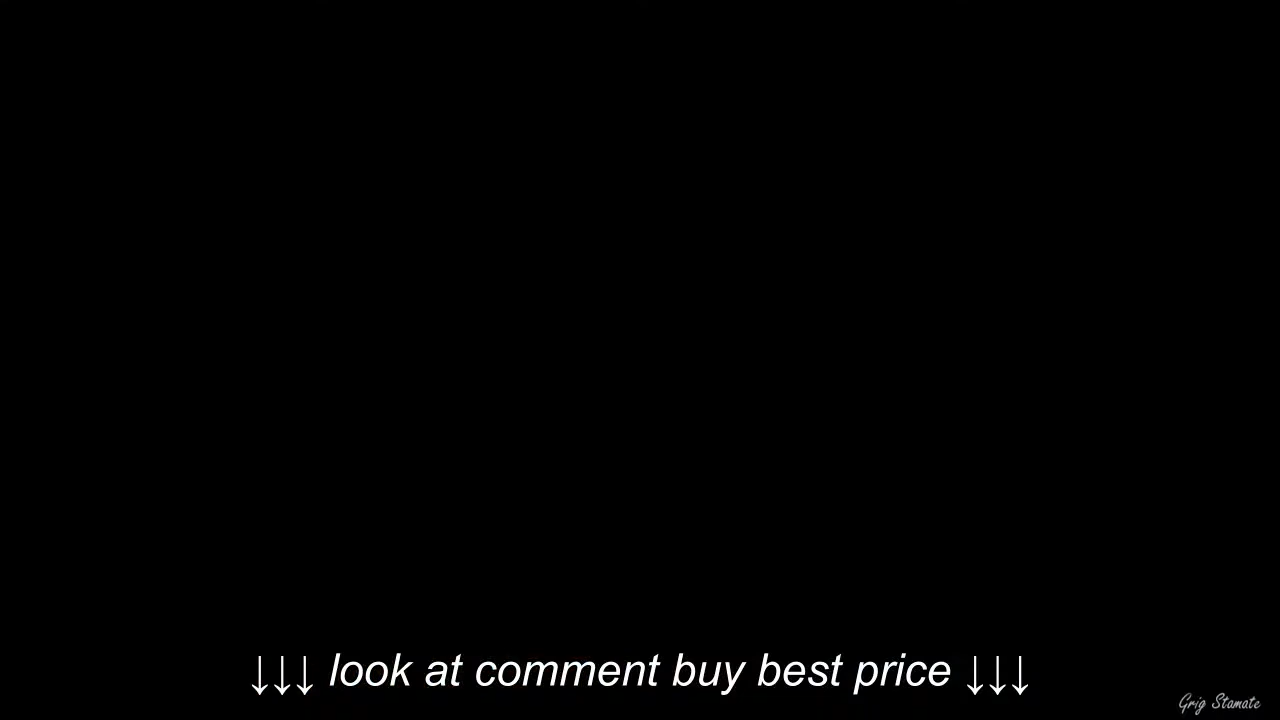 ↓↓↓ look at comment buy best price ↓↓↓
Grig Stamate